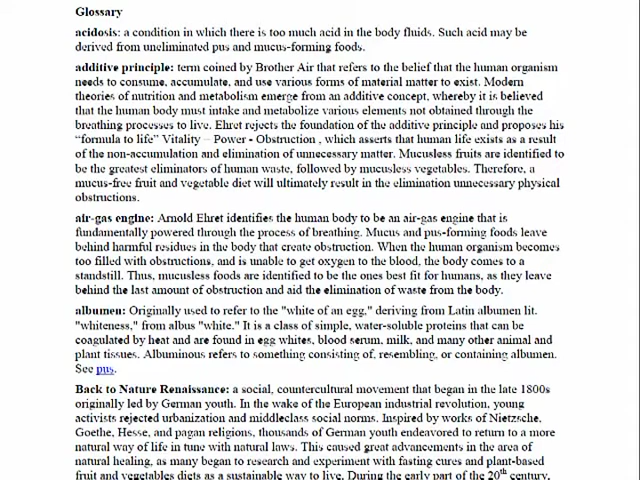 Glossary
acidosis: a condition in which there is too much acid in the body fluids. Such acid may be
derived from uneliminated pus and mucus-forming foods.
additive principle: term coined by Brother Air that refers to the belief that the human organism
needs to consume, accumulate, and use various forms of material matter to exist. Modern
theories of nutrition and metabolism emerge from an additive concept, whereby it is believed
that the human body must intake and metabolize various elements not obtained through the
breathing processes to live. Ehret rejects the foundation of the additive principle and proposes his
"formula to life" Vitality – Power - Obstruction , which asserts that human life exists as a result
of the non-accumulation and elimination of unnecessary matter. Mucusless fruits are identified to
be the greatest eliminators of human waste, followed by mucusless vegetables. Therefore, a
mucus-free fruit and vegetable diet will ultimately result in the elimination unnecessary physical
obstructions.
air-gas engine: Arnold Ehret identifies the human body to be an air-gas engine that is
fundamentally powered through the process of breathing. Mucus and pus-forming foods leave
behind harmful residues in the body that create obstruction. When the human organism becomes
too filled with obstructions, and is unable to get oxygen to the blood, the body comes to a
standstill. Thus, mucusless foods are identified to be the ones best fit for humans, as they leave
behind the last amount of obstruction and aid the elimination of waste from the body.
albumen: Originally used to refer to the "white of an egg," deriving from Latin albumen lit.
"whiteness," from albus "white." It is a class of simple, water-soluble proteins that can be
coagulated by heat and are found in egg whites, blood serum, milk, and many other animal and
plant tissues. Albuminous refers to something consisting of, resembling, or containing albumen.
See pus.
Back to Nature Renaissance: a social, countercultural movement that began in the late 1800s
originally led by German youth. In the wake of the European industrial revolution, young
activists rejected urbanization and middleclass social norms. Inspired by works of Nietzsche,
Goethe, Hesse, and pagan religions, thousands of German youth endeavored to return to a more
natural way of life in tune with natural laws. This caused great advancements in the area of
natural healing, as many began to research and experiment with fasting cures and plant-based
fruit and vegetables diets as a sustainable way to live. During the early part of the 20th century,